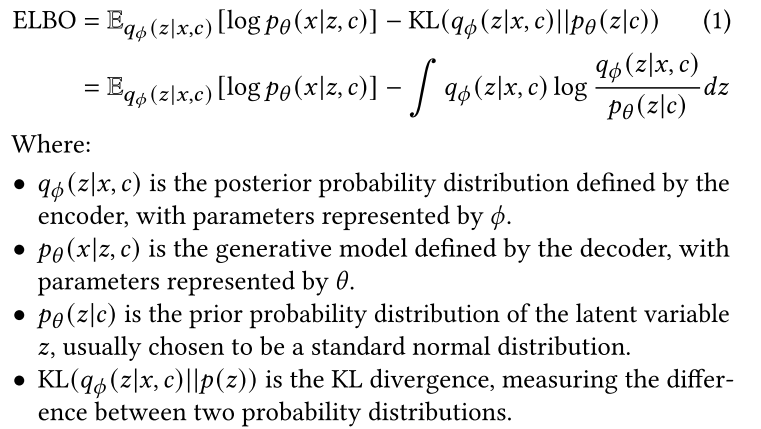 ELBO = 𝔼_{q_ϕ(z|x,c)} [log p_θ(x|z, c)] − KL(q_ϕ(z|x, c)||p_θ(z|c)) (1)
= 𝔼_{q_ϕ(z|x,c)} [log p_θ(x|z, c)] − ∫ q_ϕ(z|x, c) log \frac{q_ϕ(z|x, c)}{p_θ(z|c)} dz
Where:
• q_ϕ(z|x, c) is the posterior probability distribution defined by the
encoder, with parameters represented by ϕ.
• p_θ(x|z, c) is the generative model defined by the decoder, with
parameters represented by θ.
• p_θ(z|c) is the prior probability distribution of the latent variable
z, usually chosen to be a standard normal distribution.
• KL(q_ϕ(z|x, c)||p(z)) is the KL divergence, measuring the differ-
ence between two probability distributions.